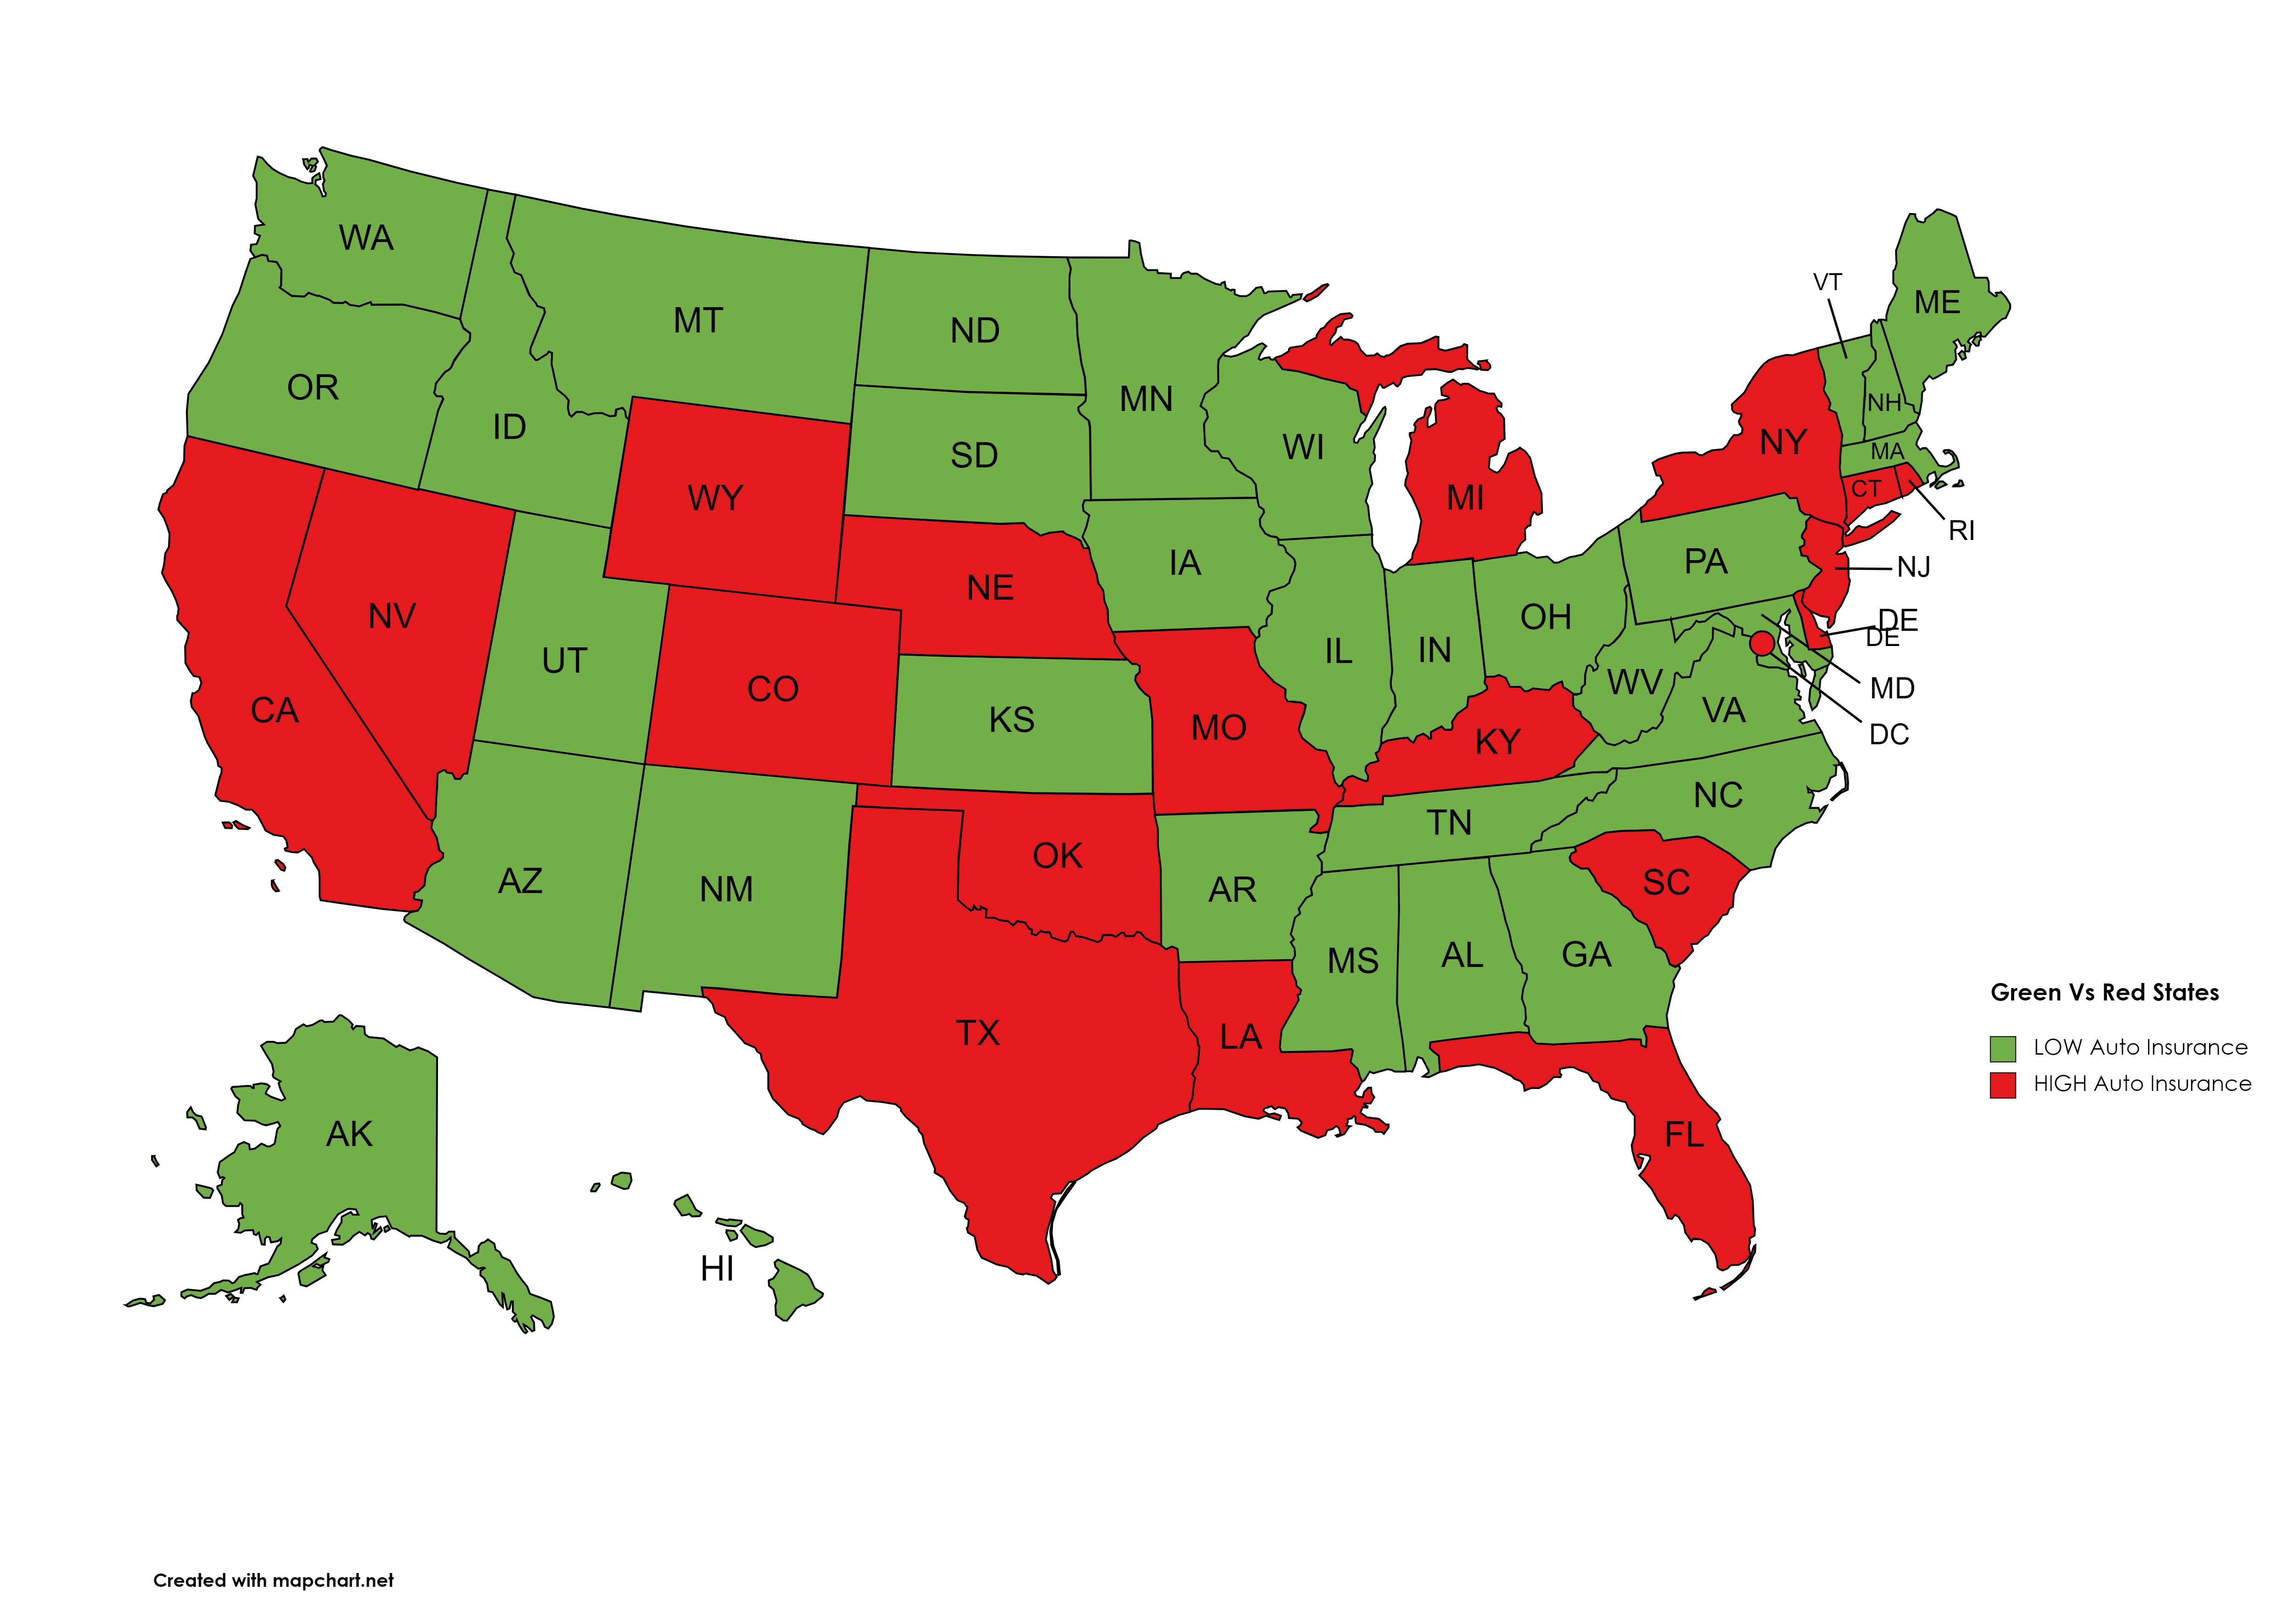 WA
VT
ME
MT
ND
OR
MN
NH
ID
NY
WI
MA
SD
CT
WY
MI
RI
PA
IA
NJ
NE
NV
OH
DE
DE
IL
IN
UT
WV
MD
CO
CA
VA
KS
MO
DC
KY
NC
TN
OK
AZ
SC
NM
AR
MS
AL
GA
Green Vs Red States
TX
LA
LOW Auto Insurance
HIGH Auto Insurance
AK
FL
HI
Created with mapchart.net